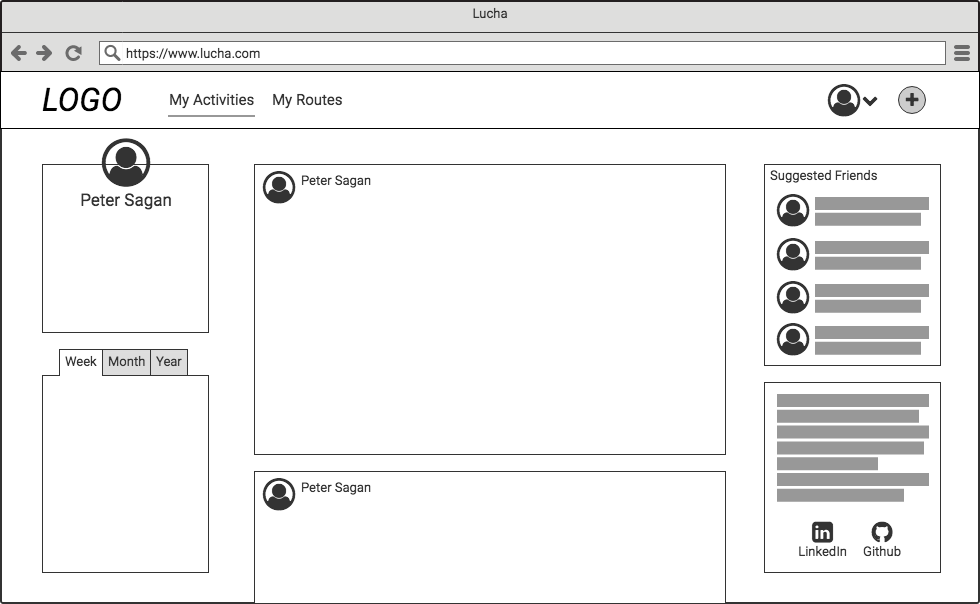 Lucha
https://www.lucha.com
LOGO My Activities My Routes
Peter Sagan
Week Month Year
Peter Sagan
Peter Sagan
Suggested Friends
LinkedIn Github